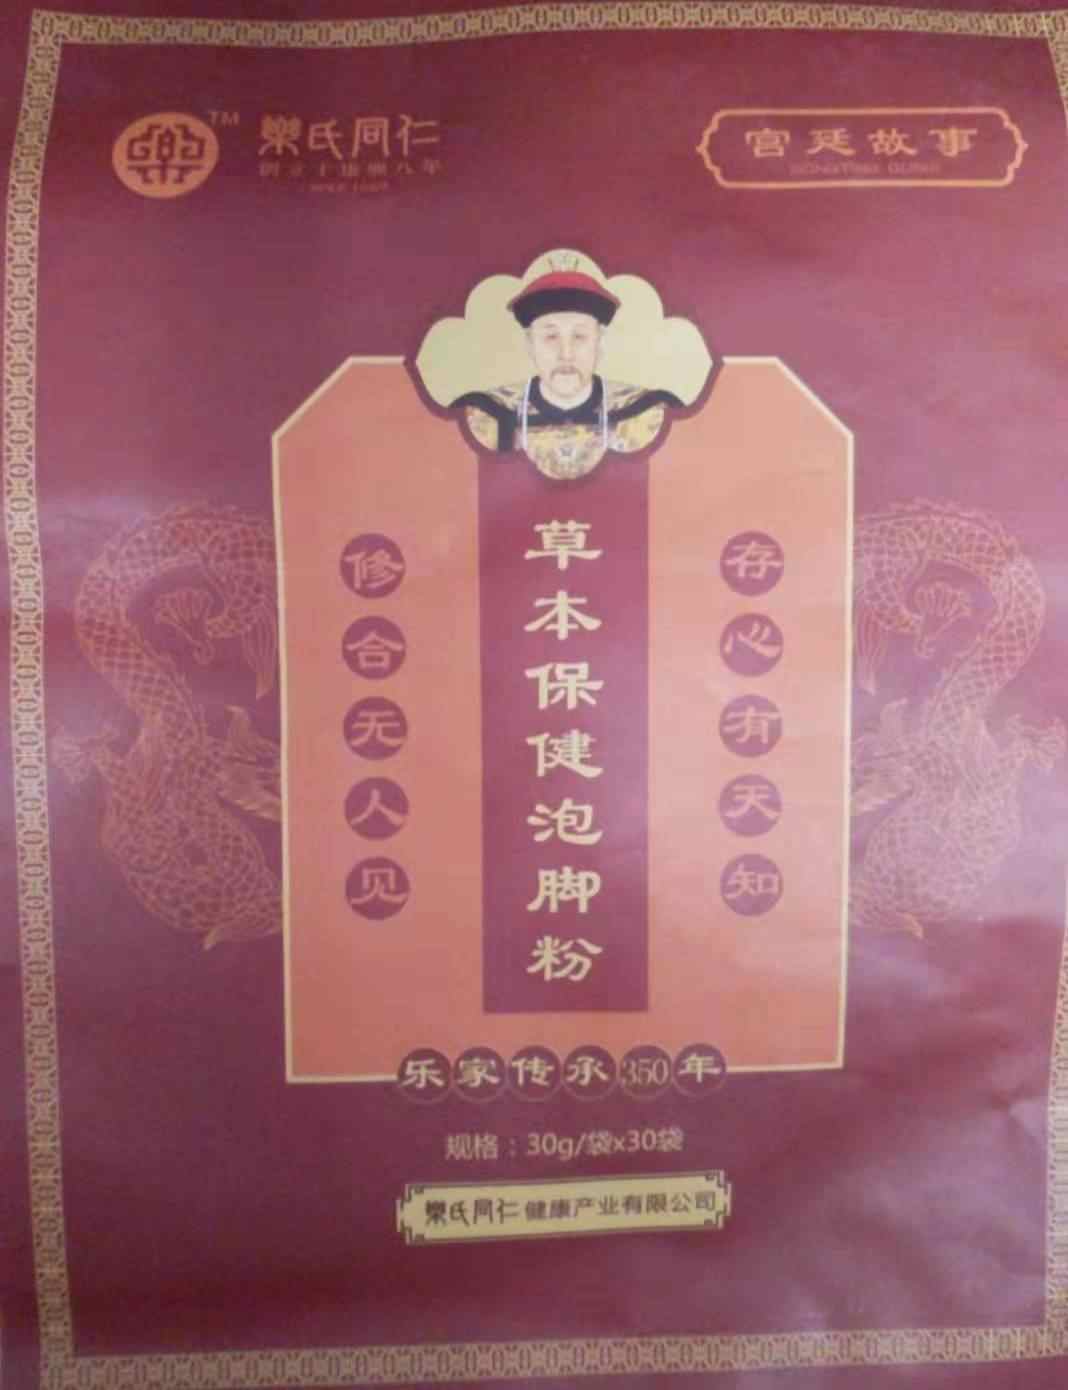 樂氏同仁
TM
宫廷故事
草本保健泡脚粉
存心有天知
修合无人见
乐家传承350年
规格：30g/袋x30袋
樂氏同仁健康产业有限公司